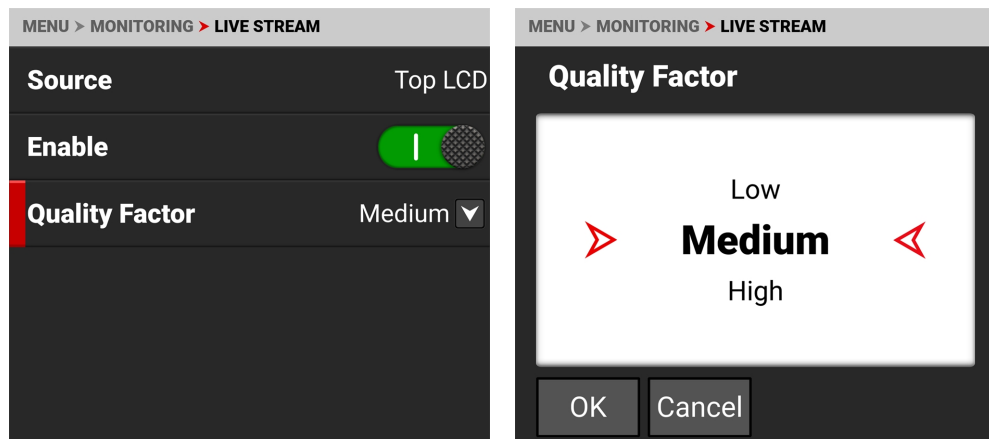 MENU > MONITORING > LIVE STREAM
Source Top LCD
Enable
Quality Factor Medium
MENU > MONITORING > LIVE STREAM
Quality Factor
Low
Medium
High
OK Cancel